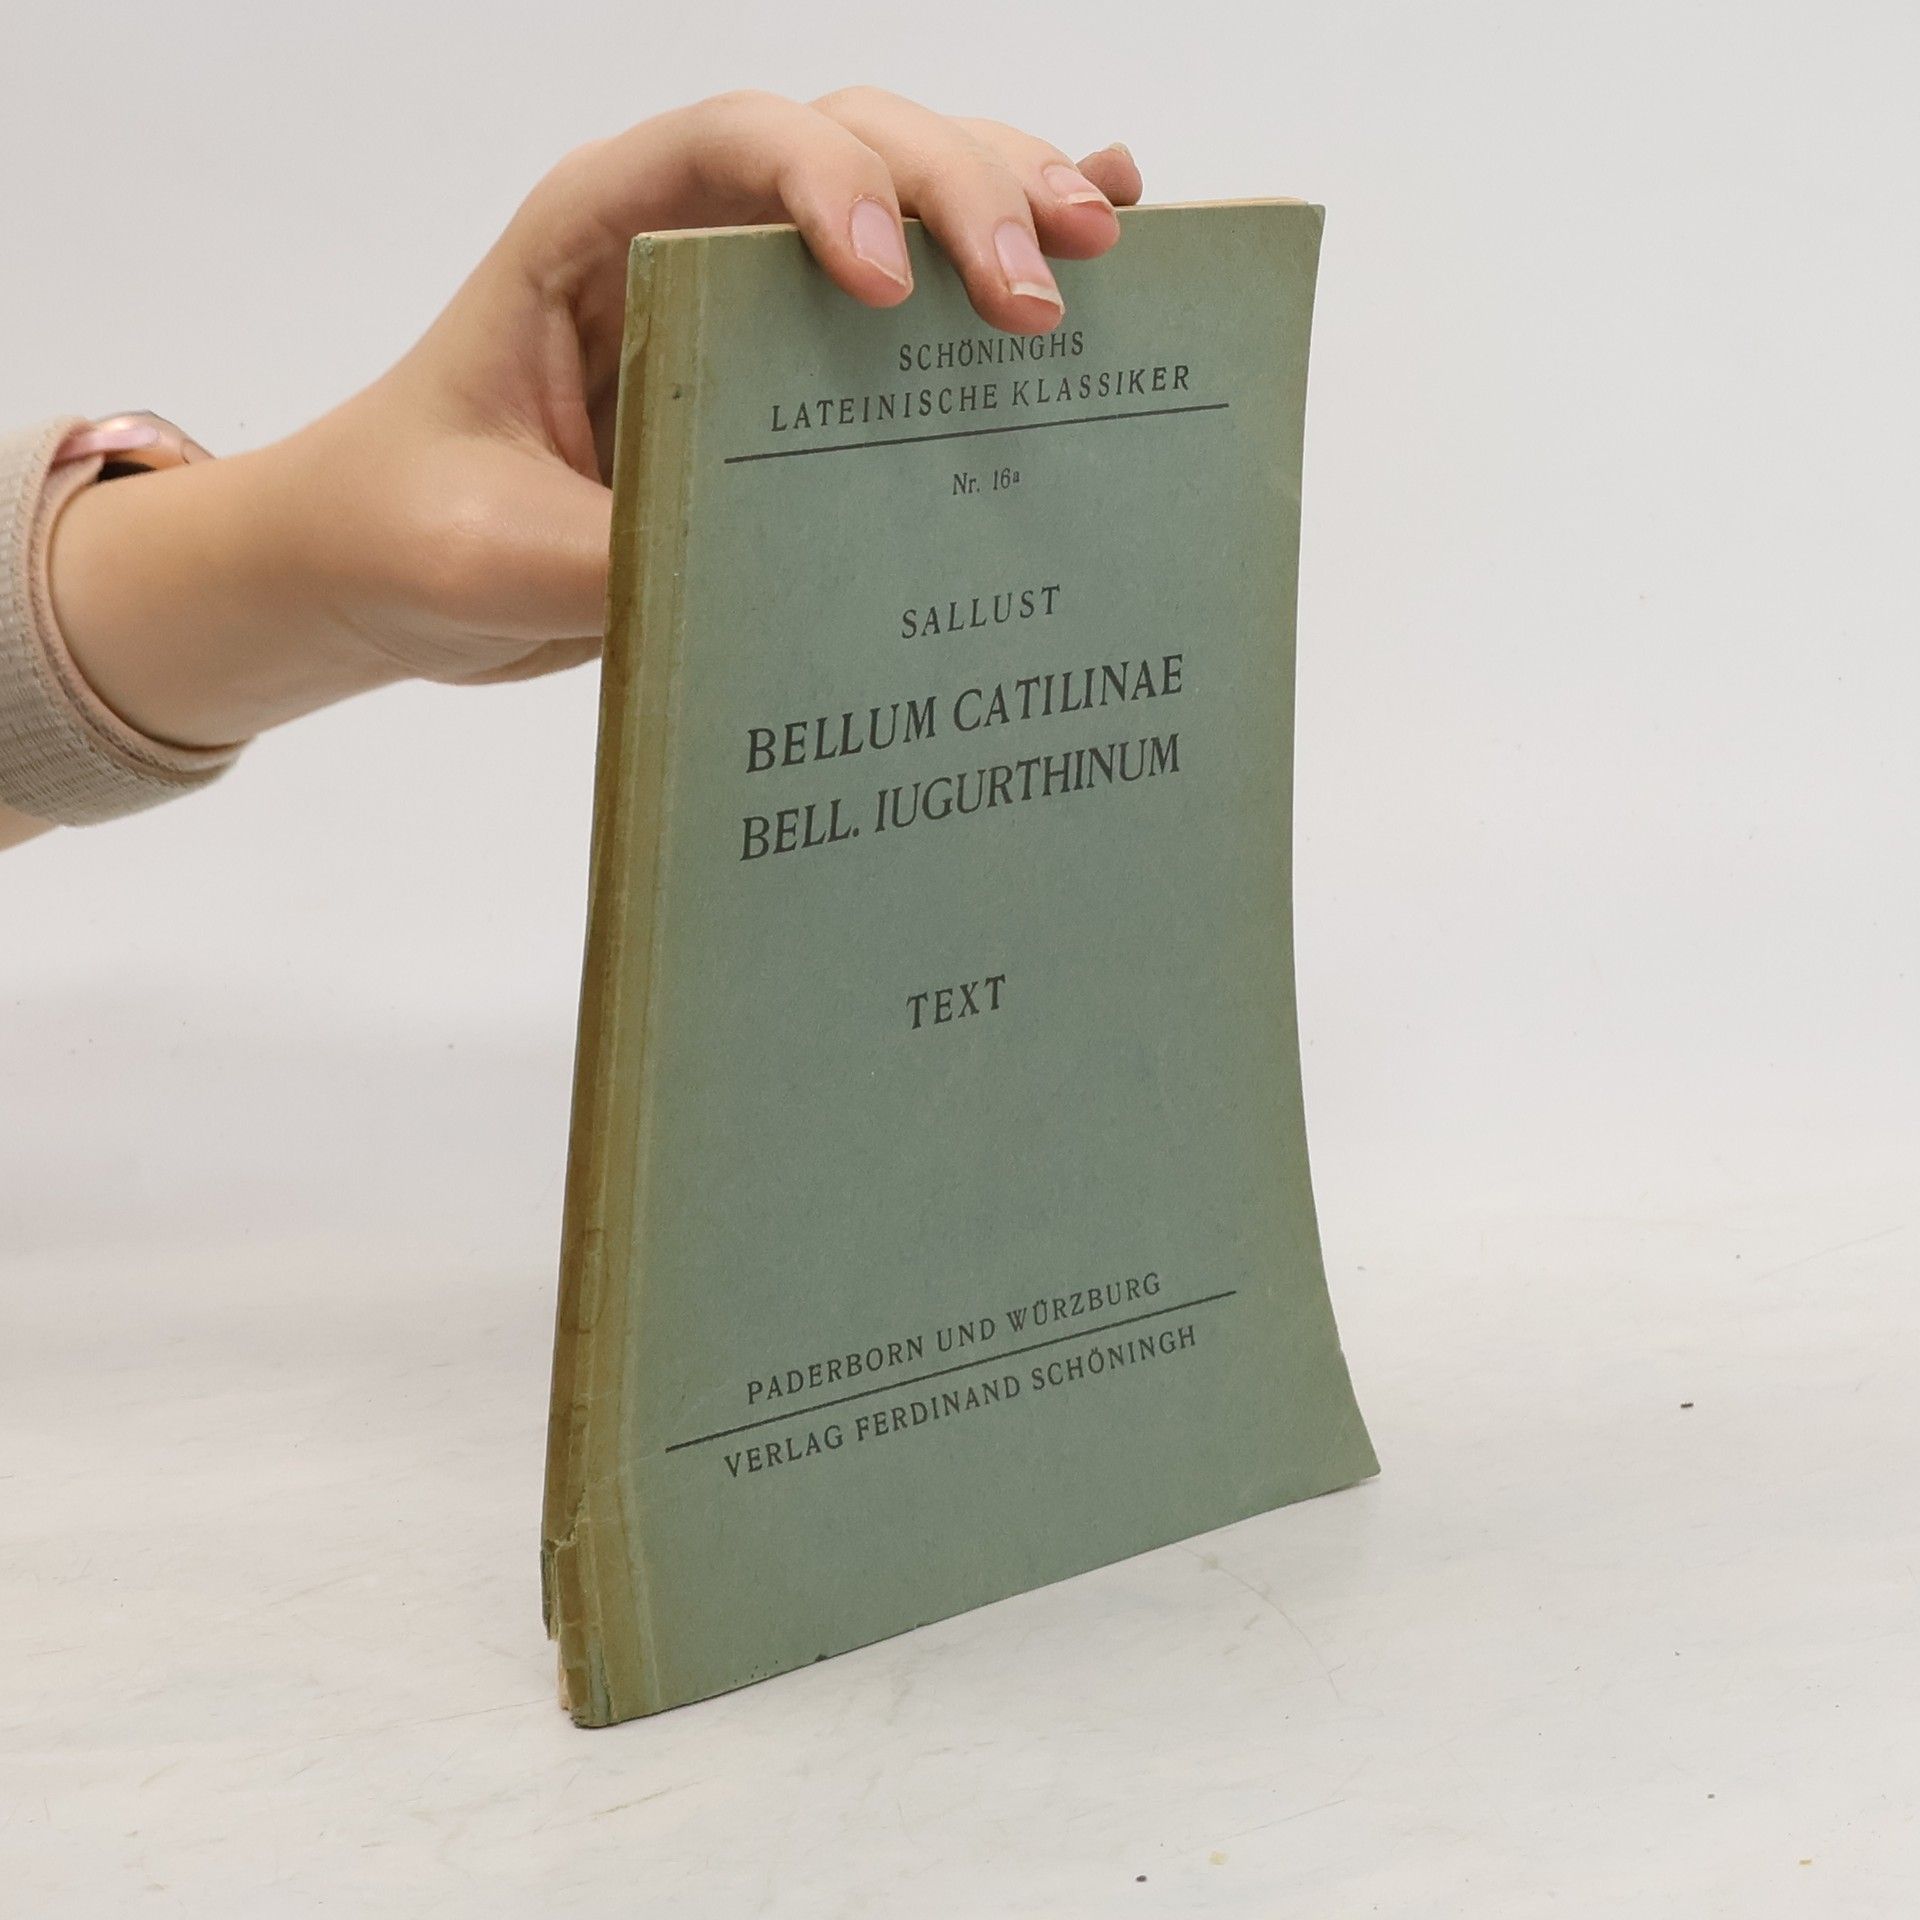 SCHÖNINGHS
LATEINISCHE KLASSIKER
Nr. 16ª
SALLUST
BELLUM CATILINAE
BELL. IUGURTHINUM
TEXT
PADERBORN UND WÜRZBURG
VERLAG FERDINAND SCHÖNINGH